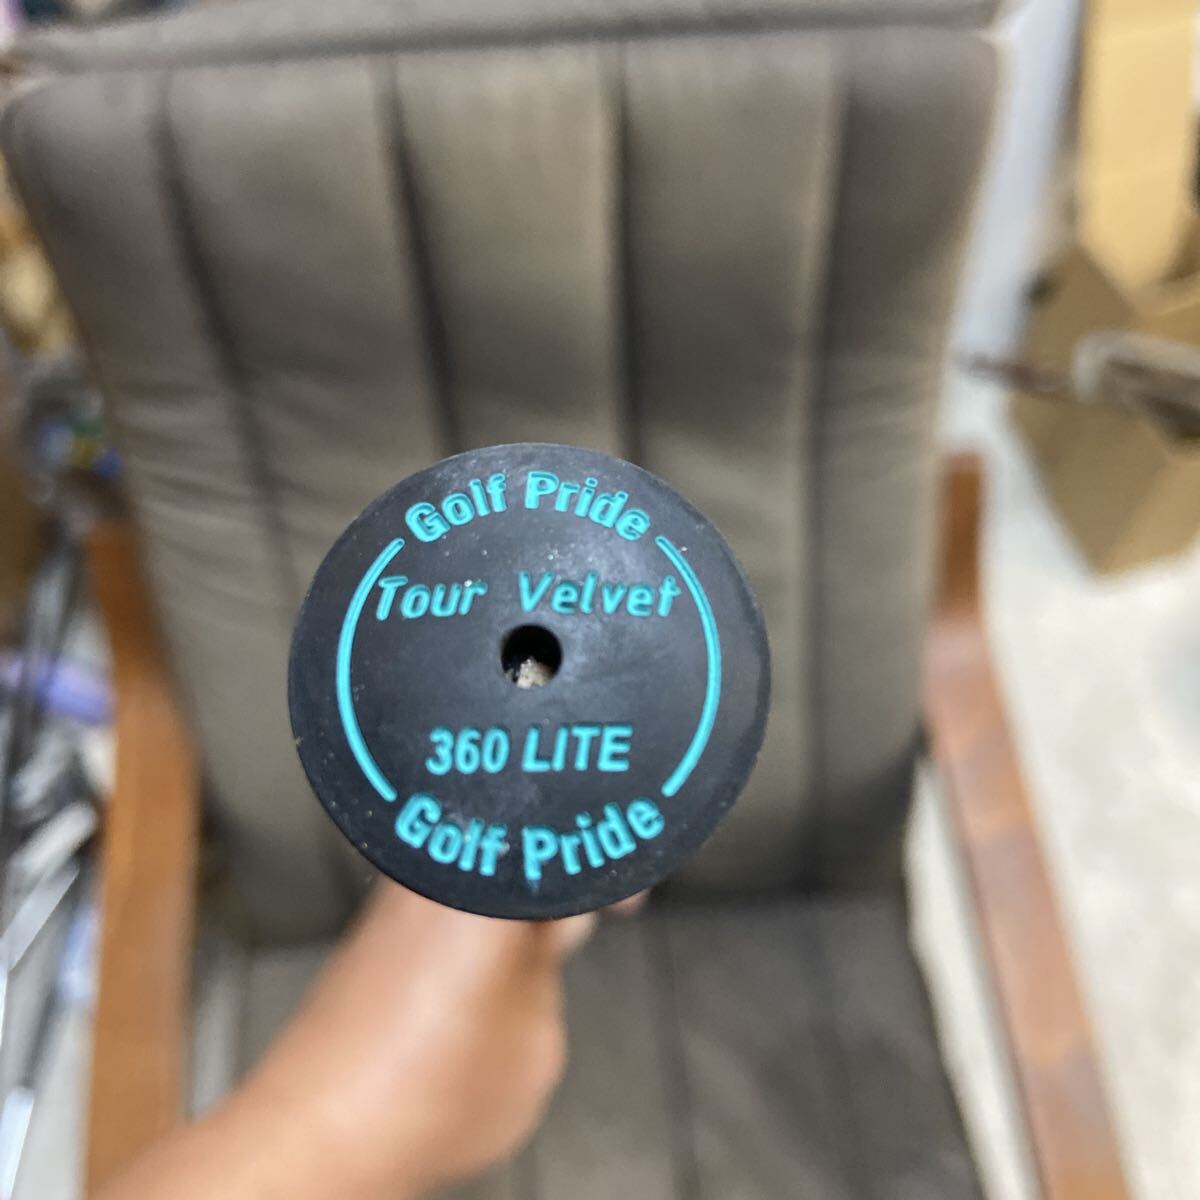 Golf Pride
Tour Velvet
360 LITE
Golf Pride